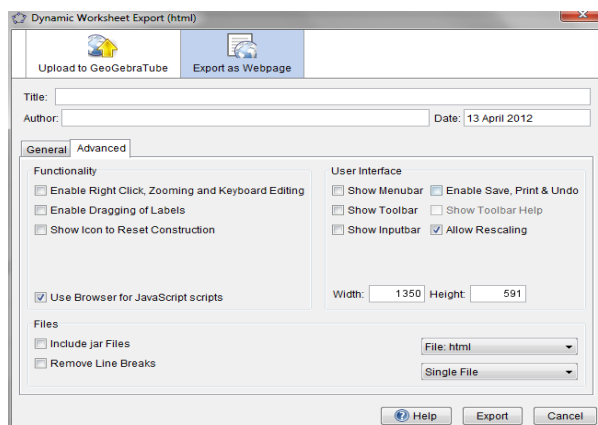 Dynamic Worksheet Export (html)
Upload to GeoGebraTube Export as Webpage
Title:
Author: Date: 13 April 2012
General Advanced
Functionality User Interface
Enable Right Click, Zooming and Keyboard Editing Show Menubar Enable Save, Print & Undo
Enable Dragging of Labels Show Toolbar Show Toolbar Help
Show Icon to Reset Construction Show Inputbar Allow Rescaling
Use Browser for JavaScript scripts Width: 1350 Height: 591
Files
Include jar Files File: html
Remove Line Breaks Single File
Help Export Cancel